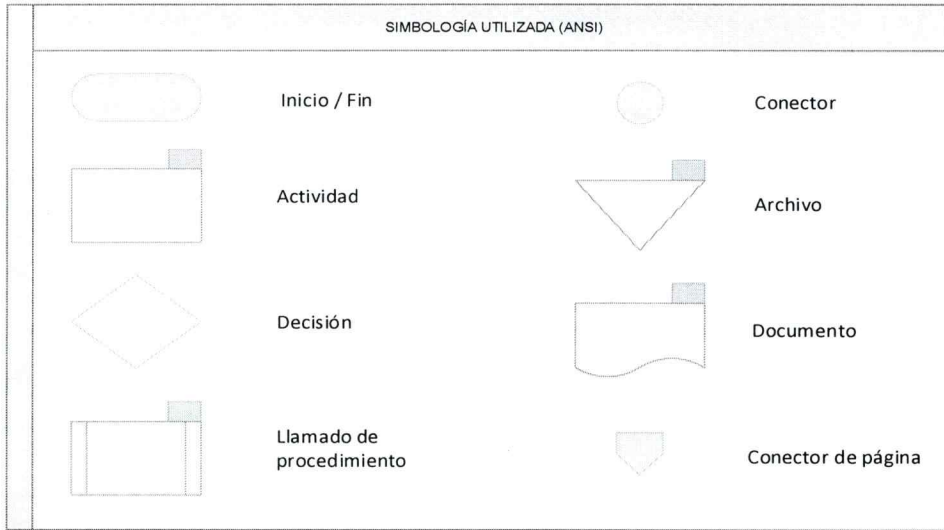 SIMBOLOGÍA UTILIZADA (ANSI)
Inicio / Fin
Conector
Actividad
Archivo
Decisión
Documento
Llamado de
procedimiento
Conector de página